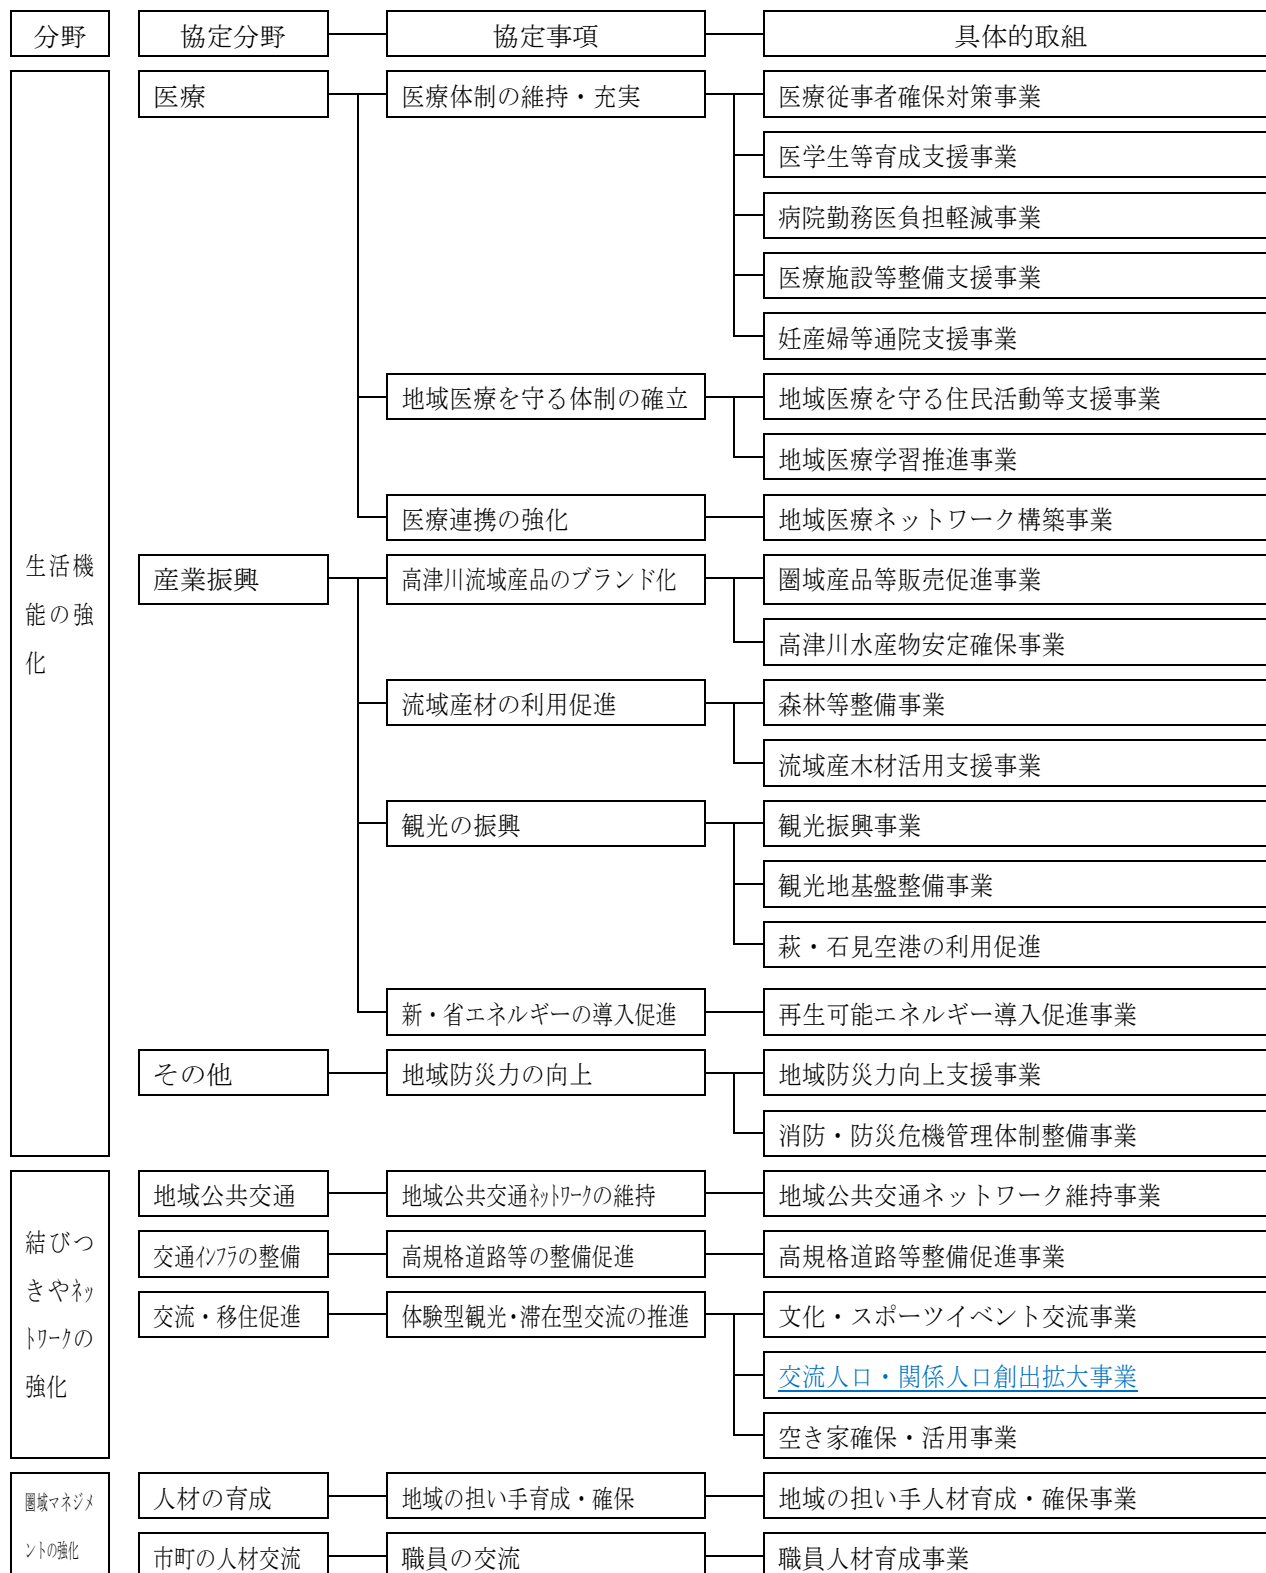 分野 協定分野 協定事項 具体的取組
医療 医療体制の維持・充実 医療従事者確保対策事業
医学生等育成支援事業
病院勤務医負担軽減事業
医療施設等整備支援事業
妊産婦等通院支援事業
地域医療を守る体制の確立 地域医療を守る住民活動等支援事業
地域医療学習推進事業
医療連携の強化 地域医療ネットワーク構築事業
生活機
能の強
化
産業振興 高津川流域産品のブランド化 圏域産品等販売促進事業
高津川水産物安定確保事業
流域産材の利用促進 森林等整備事業
流域産木材活用支援事業
観光の振興 観光振興事業
観光地基盤整備事業
萩・石見空港の利用促進
新・省エネルギーの導入促進 再生可能エネルギー導入促進事業
その他 地域防災力の向上 地域防災力向上支援事業
消防・防災危機管理体制整備事業
結びつ
きやネッ
トワークの
強化
地域公共交通 地域公共交通ネットワークの維持 地域公共交通ネットワーク維持事業
交通インフラの整備 高規格道路等の整備促進 高規格道路等整備促進事業
交流・移住促進 体験型観光・滞在型交流の推進 文化・スポーツイベント交流事業
交流人口・関係人口創出拡大事業
空き家確保・活用事業
圏域マネジメ
ントの強化
人材の育成 地域の担い手育成・確保 地域の担い手人材育成・確保事業
市町の人材交流 職員の交流 職員人材育成事業